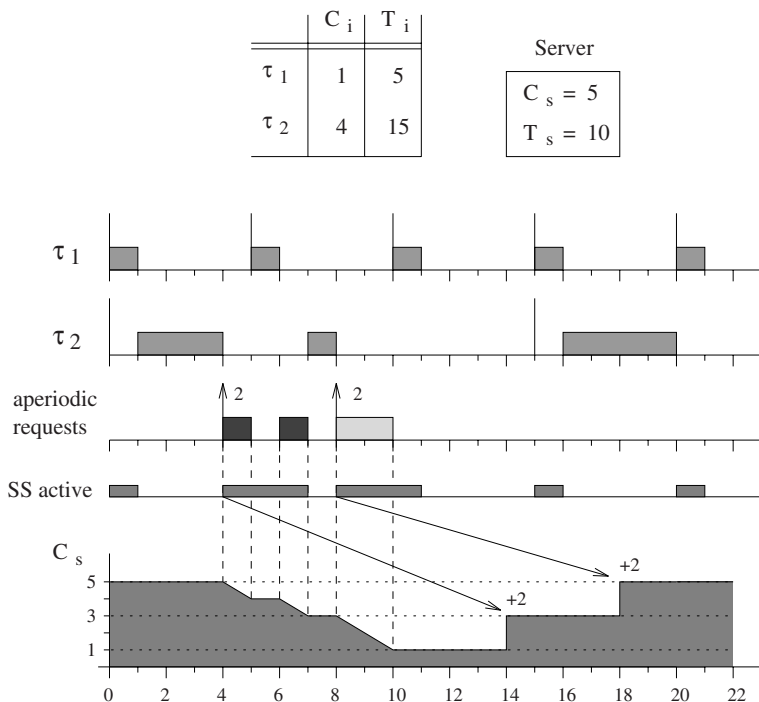 C i T i
τ 1 1 5
τ 2 4 15
Server
C s = 5
T s = 10
τ 1
τ 2
aperiodic
requests
2
2
SS active
C s
+2
+2
5
3
1
0 2 4 6 8 10 12 14 16 18 20 22